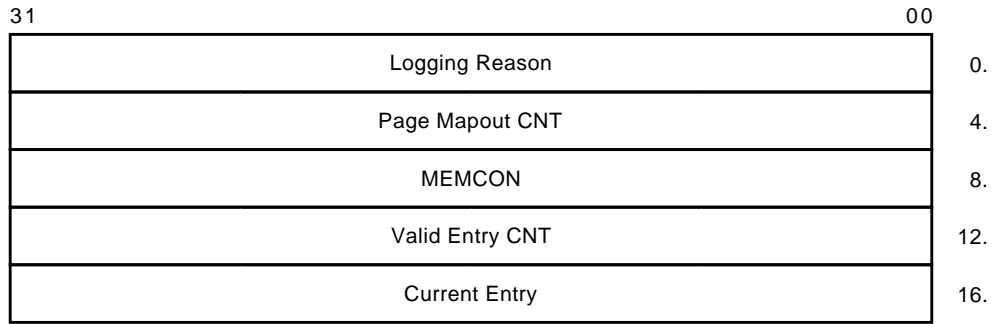 31 00
Logging Reason 0.
Page Mapout CNT 4.
MEMCON 8.
Valid Entry CNT 12.
Current Entry 16.